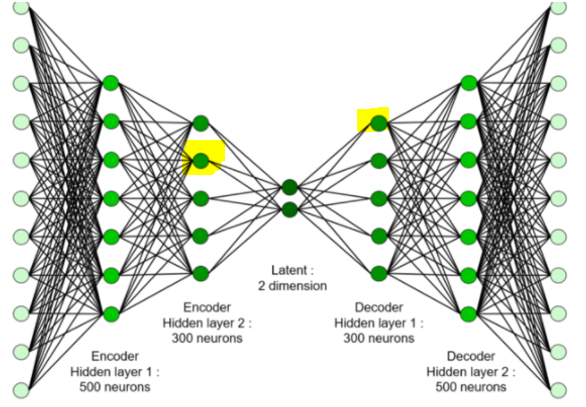 Latent :
2 dimension
Encoder
Hidden layer 2 :
300 neurons
Decoder
Hidden layer 1 :
300 neurons
Encoder
Hidden layer 1 :
500 neurons
Decoder
Hidden layer 2 :
500 neurons